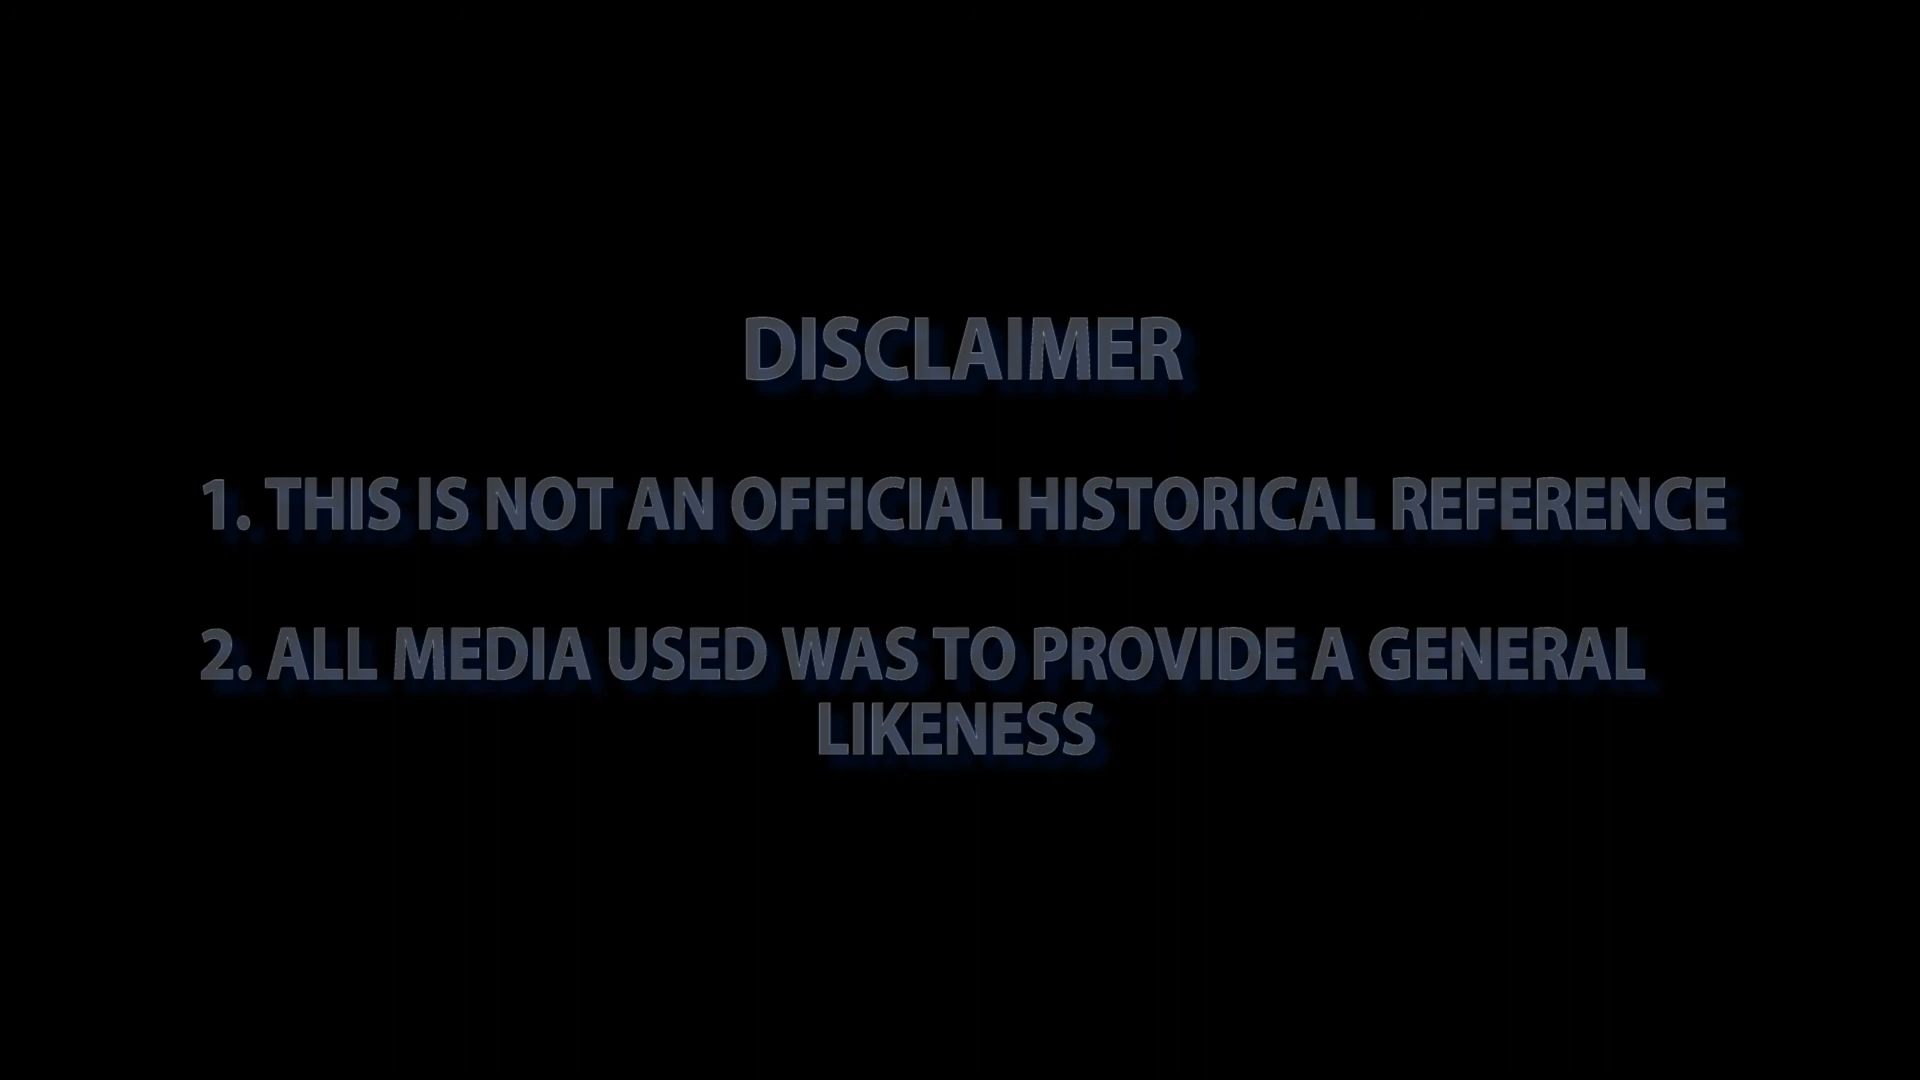 DISCLAIMER
1. THIS IS NOT AN OFFICIAL HISTORICAL REFERENCE
2. ALL MEDIA USED WAS TO PROVIDE A GENERAL
LIKENESS